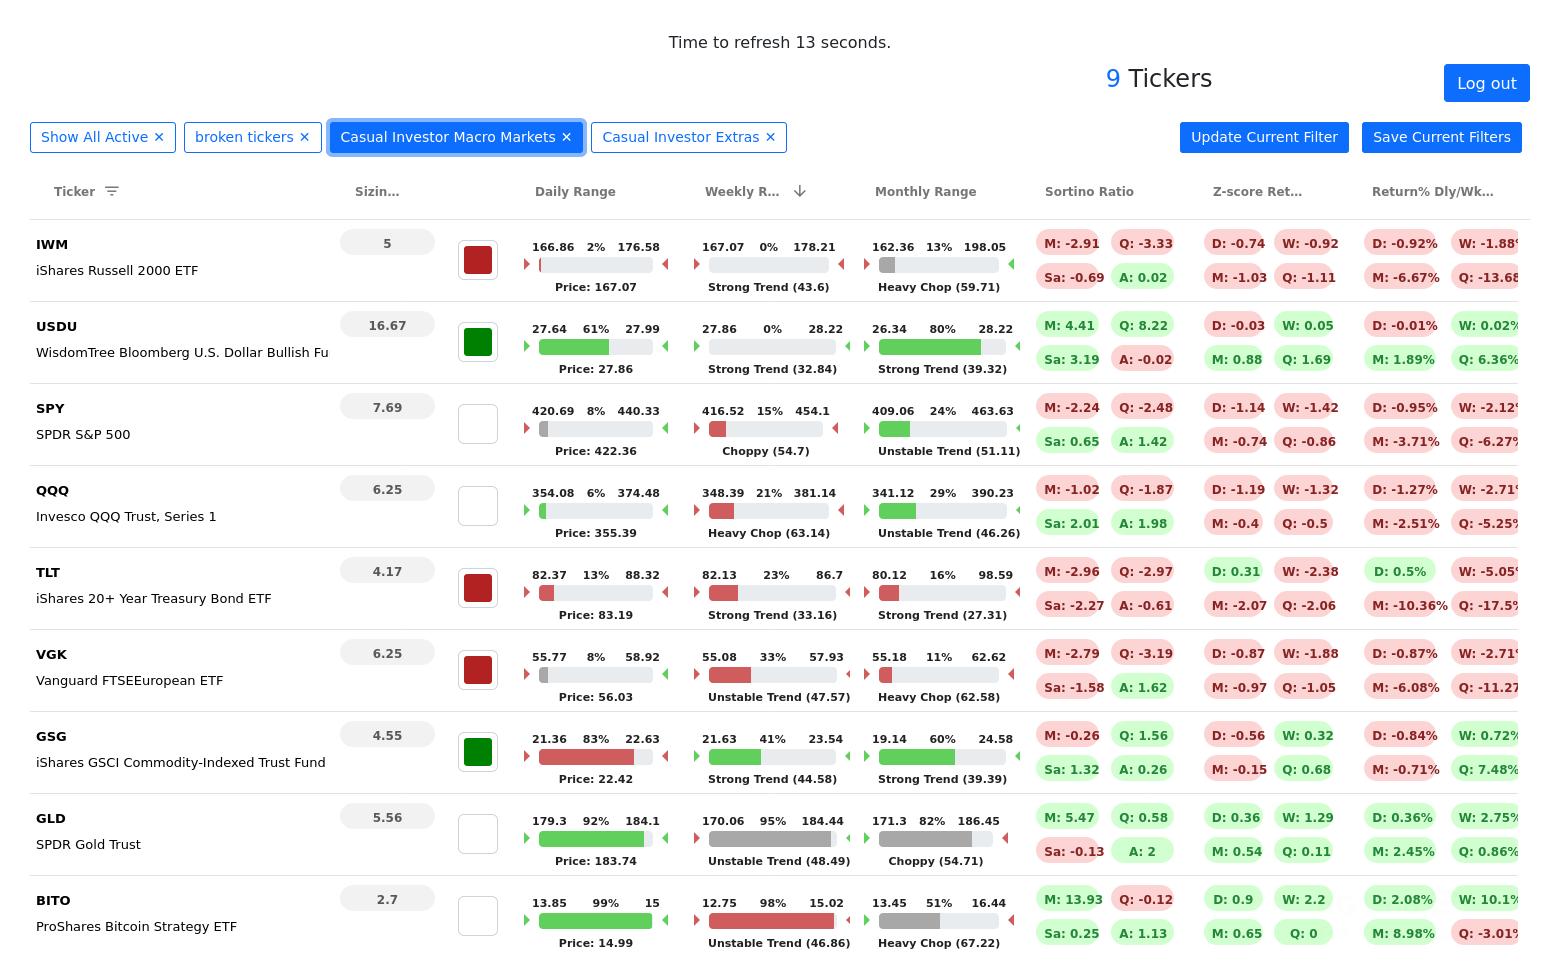 Time to refresh 13 seconds.
9 Tickers
Log out
Show All Active ✕ broken tickers ✕ Casual Investor Macro Markets ✕ Casual Investor Extras ✕ Update Current Filter Save Current Filters
Ticker Sizin… Daily Range Weekly R… Monthly Range Sortino Ratio Z-score Ret… Return% Dly/Wk…
IWM 5 166.86 2% 176.58 167.07 0% 178.21 162.36 13% 198.05 M: -2.91 Q: -3.33 D: -0.74 W: -0.92 D: -0.92% W: -1.88%
iShares Russell 2000 ETF Price: 167.07 Strong Trend (43.6) Heavy Chop (59.71) Sa: -0.69 A: 0.02 M: -1.03 Q: -1.11 M: -6.67% Q: -13.68
USDU 16.67 27.64 61% 27.99 27.86 0% 28.22 26.34 80% 28.22 M: 4.41 Q: 8.22 D: -0.03 W: 0.05 D: -0.01% W: 0.02%
WisdomTree Bloomberg U.S. Dollar Bullish Fu Price: 27.86 Strong Trend (32.84) Strong Trend (39.32) Sa: 3.19 A: -0.02 M: 0.88 Q: 1.69 M: 1.89% Q: 6.36%
SPY 7.69 420.69 8% 440.33 416.52 15% 454.1 409.06 24% 463.63 M: -2.24 Q: -2.48 D: -1.14 W: -1.42 D: -0.95% W: -2.12%
SPDR S&P 500 Price: 422.36 Choppy (54.7) Unstable Trend (51.11) Sa: 0.65 A: 1.42 M: -0.74 Q: -0.86 M: -3.71% Q: -6.27%
QQQ 6.25 354.08 6% 374.48 348.39 21% 381.14 341.12 29% 390.23 M: -1.02 Q: -1.87 D: -1.19 W: -1.32 D: -1.27% W: -2.71%
Invesco QQQ Trust, Series 1 Price: 355.39 Heavy Chop (63.14) Unstable Trend (46.26) Sa: 2.01 A: 1.98 M: -0.4 Q: -0.5 M: -2.51% Q: -5.25%
TLT 4.17 82.37 13% 88.32 82.13 23% 86.7 80.12 16% 98.59 M: -2.96 Q: -2.97 D: 0.31 W: -2.38 D: 0.5% W: -5.05%
iShares 20+ Year Treasury Bond ETF Price: 83.19 Strong Trend (33.16) Strong Trend (27.31) Sa: -2.27 A: -0.61 M: -2.07 Q: -2.06 M: -10.36% Q: -17.5%
VGK 6.25 55.77 8% 58.92 55.08 33% 57.93 55.18 11% 62.62 M: -2.79 Q: -3.19 D: -0.87 W: -1.88 D: -0.87% W: -2.71%
Vanguard FTSEEuropean ETF Price: 56.03 Unstable Trend (47.57) Heavy Chop (62.58) Sa: -1.58 A: 1.62 M: -0.97 Q: -1.05 M: -6.08% Q: -11.27
GSG 4.55 21.36 83% 22.63 21.63 41% 23.54 19.14 60% 24.58 M: -0.26 Q: 1.56 D: -0.56 W: 0.32 D: -0.84% W: 0.72%
iShares GSCI Commodity-Indexed Trust Fund Price: 22.42 Strong Trend (44.58) Strong Trend (39.39) Sa: 1.32 A: 0.26 M: -0.15 Q: 0.68 M: -0.71% Q: 7.48%
GLD 5.56 179.3 92% 184.1 170.06 95% 184.44 171.3 82% 186.45 M: 5.47 Q: 0.58 D: 0.36 W: 1.29 D: 0.36% W: 2.75%
SPDR Gold Trust Price: 183.74 Unstable Trend (48.49) Choppy (54.71) Sa: -0.13 A: 2 M: 0.54 Q: 0.11 M: 2.45% Q: 0.86%
BITO 2.7 13.85 99% 15 12.75 98% 15.02 13.45 51% 16.44 M: 13.93 Q: -0.12 D: 0.9 W: 2.2 D: 2.08% W: 10.1%
ProShares Bitcoin Strategy ETF Price: 14.99 Unstable Trend (46.86) Heavy Chop (67.22) Sa: 0.25 A: 1.13 M: 0.65 Q: 0 M: 8.98% Q: -3.01%